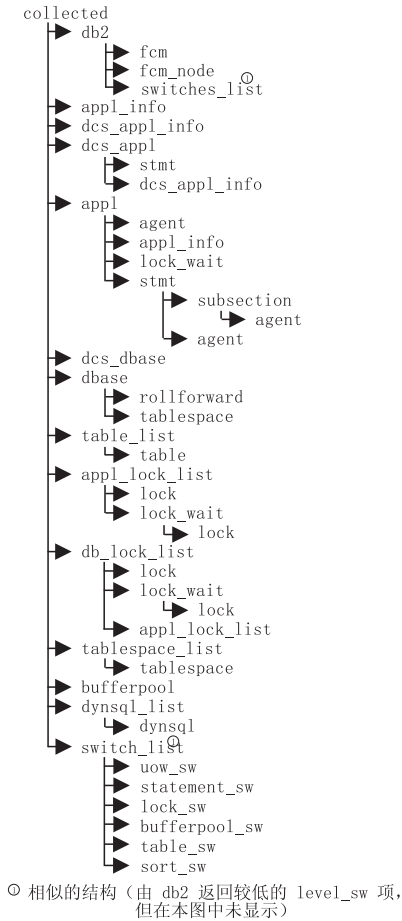 collected
db2
fcm
fcm_node
switches_list ①
appl_info
dcs_appl_info
dcs_appl
stmt
dcs_appl_info
appl
agent
appl_info
lock_wait
stmt
subsection
agent
agent
dcs_dbase
dbase
rollforward
tablespace
table_list
table
appl_lock_list
lock
lock_wait
lock
db_lock_list
lock
lock_wait
lock
appl_lock_list
tablespace_list
tablespace
bufferpool
dynsql_list
dynsql
switch_list ①
uow_sw
statement_sw
lock_sw
bufferpool_sw
table_sw
sort_sw
① 相似的结构（由 db2 返回较低的 level_sw 项，
但在本图中未显示）